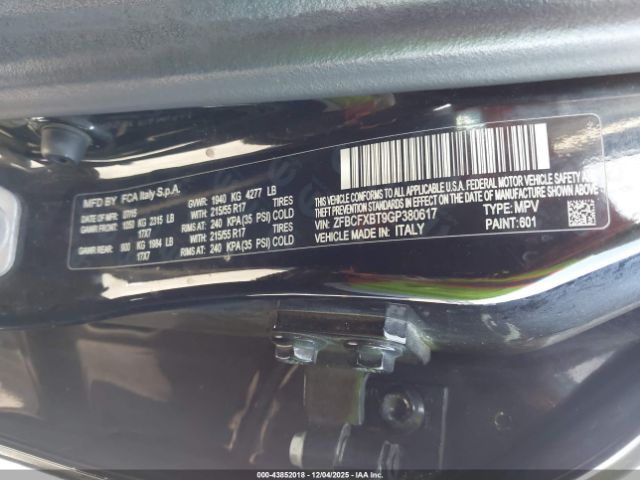 MFD BY FCA Italy S.p.A.
DATE: 07/15 GVWR: 1940 KG 4277 LB
GAWR FRONT: 1050 KG 2315 LB WITH: 215/55 R17 TIRES
17X7 RIMS AT: 240 KPA(35 PSI) COLD
GAWR REAR: 900 KG 1984 LB WITH: 215/55 R17 TIRES
17X7 RIMS AT: 240 KPA(35 PSI) COLD
THIS VEHICLE CONFORMS TO ALL APPLICABLE FEDERAL MOTOR
VEHICLE SAFETY, BUMPER, AND THEFT PREVENTION STANDARDS
IN EFFECT ON THE DATE OF MANUFACTURE SHOWN ABOVE.
VIN: ZFBCFXBT9GP380617 TYPE: MPV
VEHICLE MADE IN: ITALY PAINT: 601
000-43852018 - 12/04/2025 - IAAI.COM